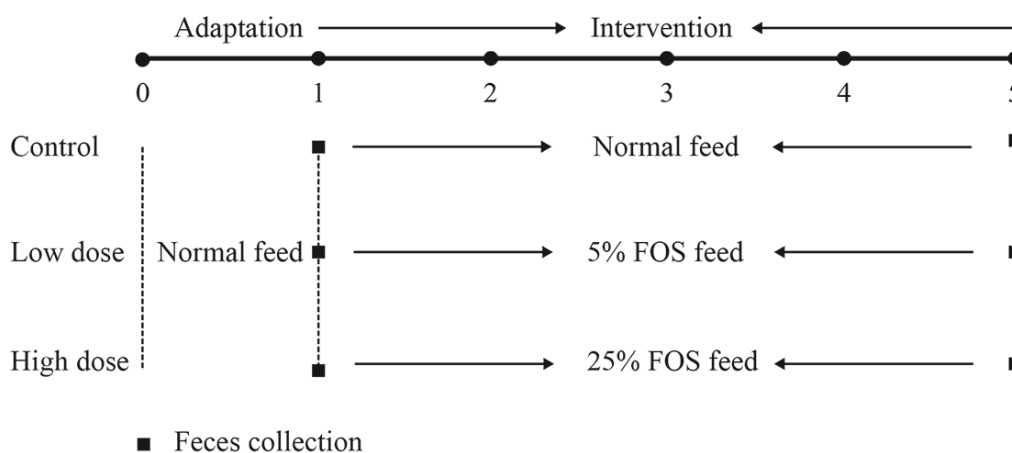 Adaptation Intervention
0 1 2 3 4
Control Normal feed
Low dose Normal feed 5% FOS feed
High dose 25% FOS feed
Feces collection